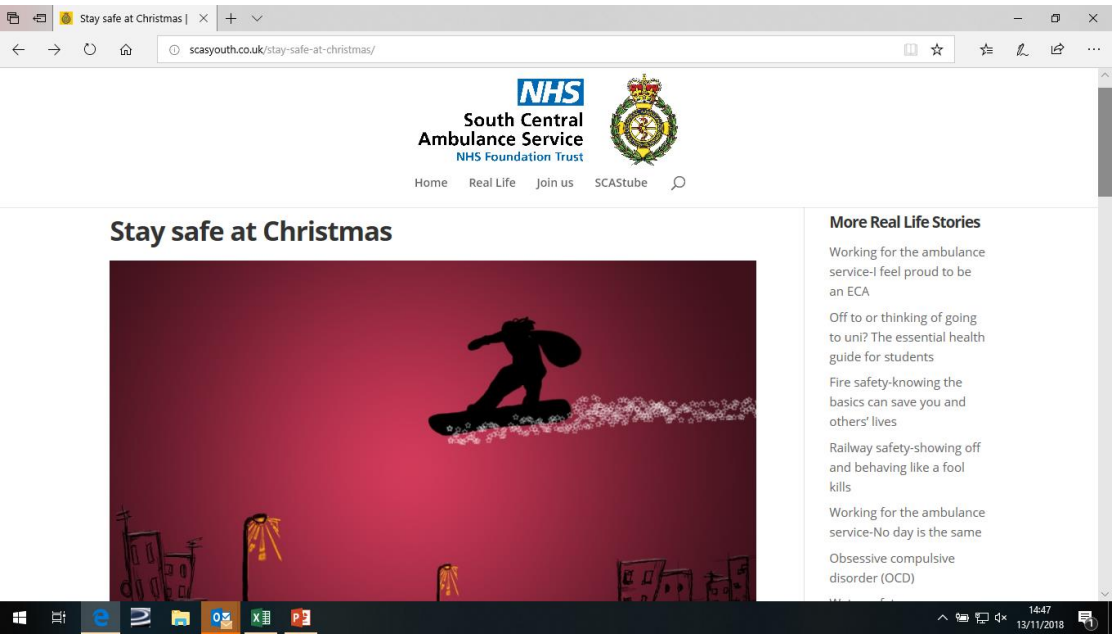 Stay safe at Christmas |
scasyouth.co.uk/stay-safe-at-christmas/
NHS
South Central
Ambulance Service
NHS Foundation Trust
Home Real Life Join us SCAStube
Stay safe at Christmas
More Real Life Stories
Working for the ambulance
service-I feel proud to be
an ECA
Off to or thinking of going
to uni? The essential health
guide for students
Fire safety-knowing the
basics can save you and
others' lives
Railway safety-showing off
and behaving like a fool
kills
Working for the ambulance
service-No day is the same
Obsessive compulsive
disorder (OCD)
14:47
13/11/2018